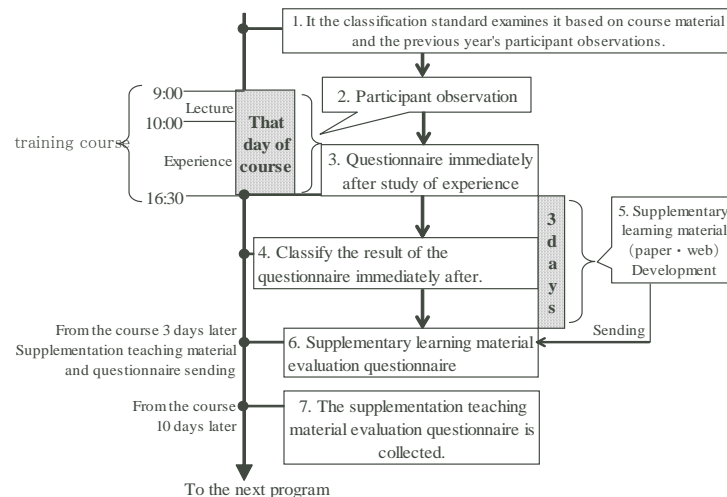 1. It the classification standard examines it based on course material
and the previous year's participant observations.
9:00
Lecture
10:00
training course
Experience
16:30
That
day of
course
2. Participant observation
3. Questionnaire immediately
after study of experience
3
d
a
y
s
5. Supplementary
learning material
(paper・web)
Development
4. Classify the result of the
questionnaire immediately after.
Sending
From the course 3 days later
Supplementation teaching material
and questionnaire sending
6. Supplementary learning material
evaluation questionnaire
From the course
10 days later
7. The supplementation teaching
material evaluation questionnaire is
collected.
To the next program